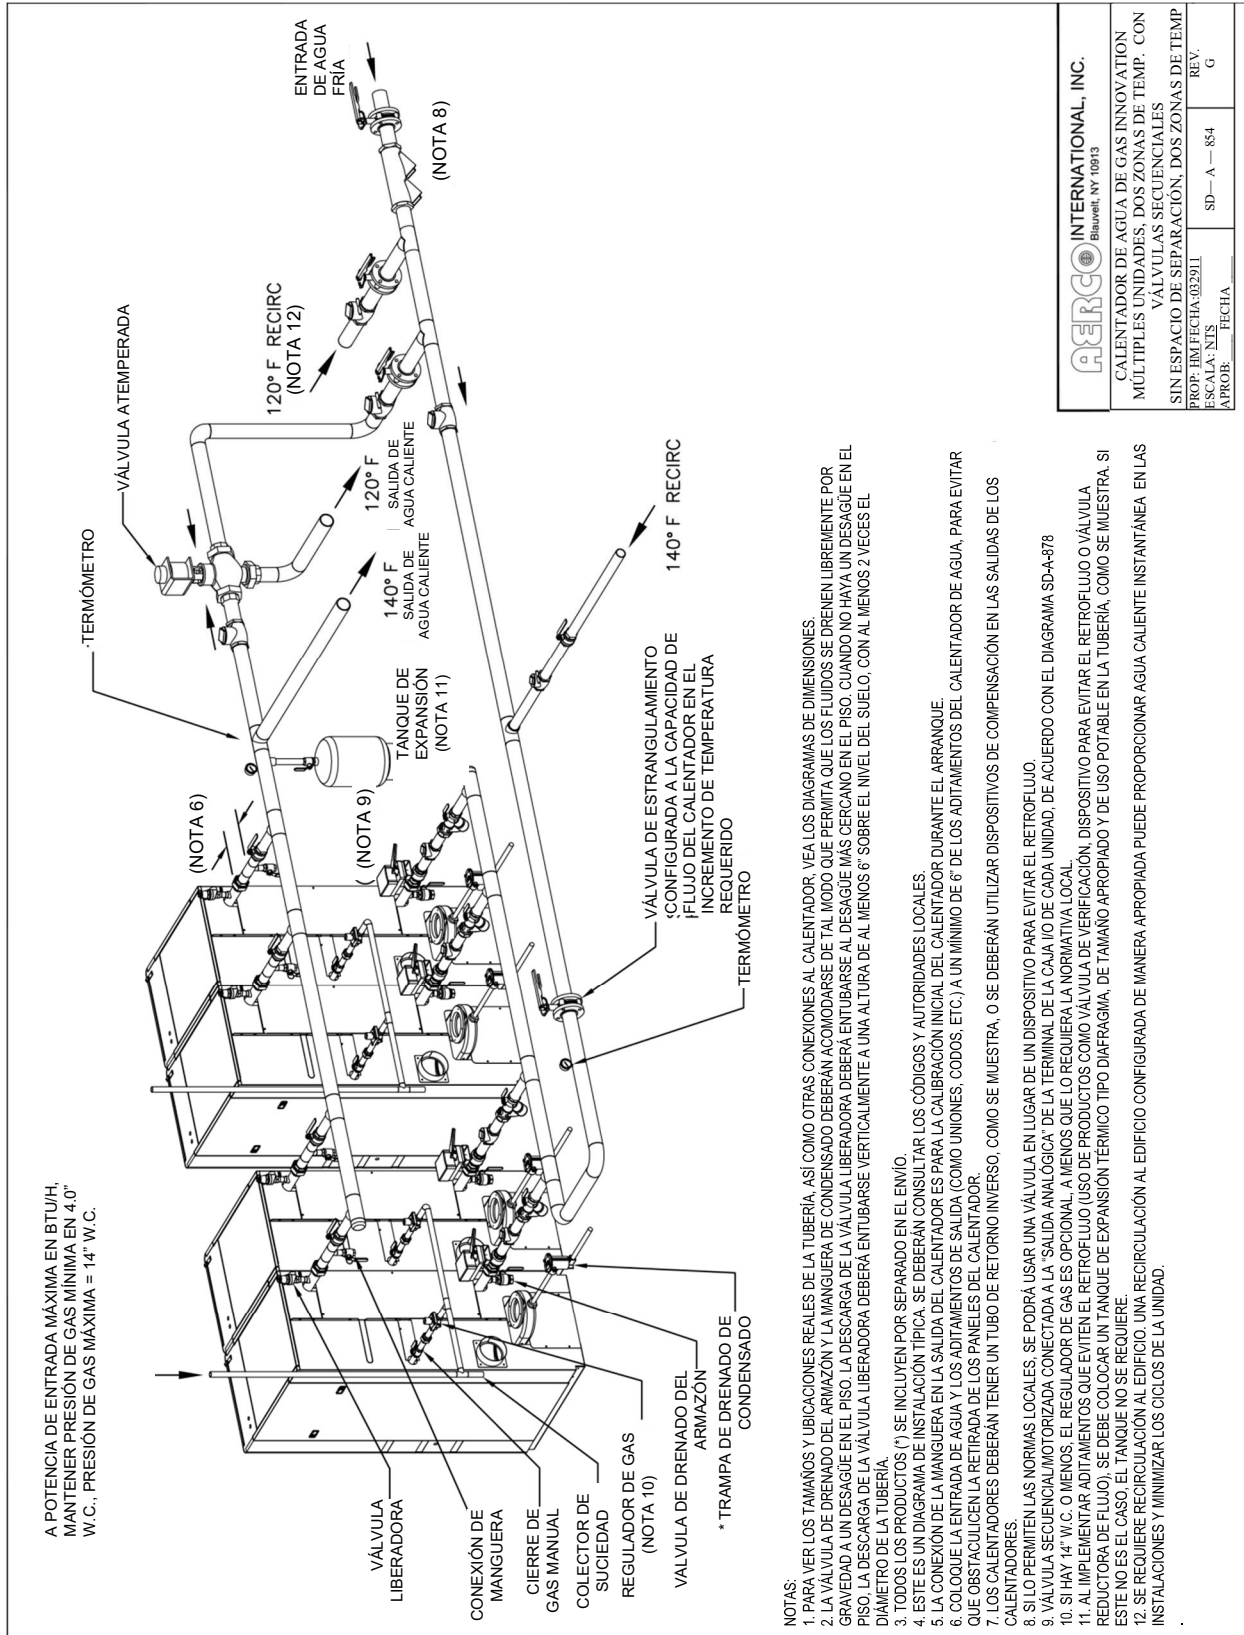 A POTENCIA DE ENTRADA MÁXIMA EN BTU/H,
MANTENER PRESIÓN DE GAS MÍNIMA EN 4.0”
W.C., PRESIÓN DE GAS MÁXIMA = 14” W.C.
VÁLVULA
LIBERADORA
CONEXIÓN DE
MANGUERA
CIERRE DE
GAS MANUAL
COLECTOR DE
SUCIEDAD
REGULADOR DE GAS
(NOTA 10)
VALVULA DE DRENADO DEL
ARMAZÓN
* TRAMPA DE DRENADO DE
CONDENSADO
(NOTA 6)
(NOTA 9)
TERMÓMETRO
VÁLVULA ATEMPERADA
TANQUE DE
EXPANSIÓN
(NOTA 11)
140° F
SALIDA DE
AGUA CALIENTE
120° F
SALIDA DE
AGUA CALIENTE
120° F RECIRC
(NOTA 12)
ENTRADA
DE AGUA
FRÍA
(NOTA 8)
140° F RECIRC
VÁLVULA DE ESTRANGULAMIENTO
CONFIGURADA A LA CAPACIDAD DE
FLUJO DEL CALENTADOR EN EL
INCREMENTO DE TEMPERATURA
REQUERIDO
TERMÓMETRO
NOTAS:
1. PARA VER LOS TAMAÑOS Y UBICACIONES REALES DE LA TUBERÍA, ASÍ COMO OTRAS CONEXIONES AL CALENTADOR, VEA LOS DIAGRAMAS DE DIMENSIONES.
2. LA VÁLVULA DE DRENADO DEL ARMAZÓN Y LA MANGUERA DE CONDENSADO DEBERÁN ACOMODARSE DE TAL MODO QUE PERMITA QUE LOS FLUIDOS SE DRENEN LIBREMENTE POR
GRAVEDAD A UN DESAGÜE EN EL PISO. LA DESCARGA DE LA VÁLVULA LIBERADORA DEBERÁ ENTUBARSE AL DESAGÜE MÁS CERCANO EN EL PISO. CUANDO NO HAYA UN DESAGÜE EN EL
PISO, LA DESCARGA DE LA VÁLVULA LIBERADORA DEBERÁ ENTUBARSE VERTICALMENTE A UNA ALTURA DE AL MENOS 6” SOBRE EL NIVEL DEL SUELO, CON AL MENOS 2 VECES EL
DIÁMETRO DE LA TUBERÍA.
3. TODOS LOS PRODUCTOS (*) SE INCLUYEN POR SEPARADO EN EL ENVÍO.
4. ESTE ES UN DIAGRAMA DE INSTALACIÓN TÍPICA. SE DEBERÁN CONSULTAR LOS CÓDIGOS Y AUTORIDADES LOCALES.
5. LA CONEXIÓN DE LA MANGUERA EN LA SALIDA DEL CALENTADOR ES PARA LA CALIBRACIÓN INICIAL DEL CALENTADOR DURANTE EL ARRANQUE.
6. COLOQUE LA ENTRADA DE AGUA Y LOS ADITAMENTOS DE SALIDA (COMO UNIONES, CODOS, ETC.) A UN MÍNIMO DE 6” DE LOS ADITAMENTOS DEL CALENTADOR DE AGUA, PARA EVITAR
QUE OBSTACULICEN LA RETIRADA DE LOS PANELES DEL CALENTADOR.
7. LOS CALENTADORES DEBERÁN TENER UN TUBO DE RETORNO INVERSO, COMO SE MUESTRA, O SE DEBERÁN UTILIZAR DISPOSITIVOS DE COMPENSACIÓN EN LAS SALIDAS DE LOS
CALENTADORES.
8. SI LO PERMITEN LAS NORMAS LOCALES, SE PODRÁ USAR UNA VÁLVULA EN LUGAR DE UN DISPOSITIVO PARA EVITAR EL RETROFLUJO.
9. VÁLVULA SECUENCIAL/MOTORIZADA CONECTADA A LA “SALIDA ANALÓGICA” DE LA TERMINAL DE LA CAJA I/O DE CADA UNIDAD, DE ACUERDO CON EL DIAGRAMA SD-A-878
10. SI HAY 14” W.C. O MENOS, EL REGULADOR DE GAS ES OPCIONAL, A MENOS QUE LO REQUIERA LA NORMATIVA LOCAL.
11. AL IMPLEMENTAR ADITAMENTOS QUE EVITEN EL RETROFLUJO (USO DE PRODUCTOS COMO VÁLVULA DE VERIFICACIÓN, DISPOSITIVO PARA EVITAR EL RETROFLUJO O VÁLVULA
REDUCTORA DE FLUJO), SE DEBE COLOCAR UN TANQUE DE EXPANSIÓN TÉRMICO TIPO DIAFRAGMA, DE TAMAÑO APROPIADO Y DE USO POTABLE EN LA TUBERÍA, COMO SE MUESTRA. SI
ESTE NO ES EL CASO, EL TANQUE NO SE REQUIERE.
12. SE REQUIERE RECIRCULACIÓN AL EDIFICIO. UNA RECIRCULACIÓN AL EDIFICIO CONFIGURADA DE MANERA APROPIADA PUEDE PROPORCIONAR AGUA CALIENTE INSTANTÁNEA EN LAS
INSTALACIONES Y MINIMIZAR LOS CICLOS DE LA UNIDAD.
AERCO INTERNATIONAL, INC.
Blauvelt, NY 10913
CALENTADOR DE AGUA DE GAS INNOVATION
MÚLTIPLES UNIDADES, DOS ZONAS DE TEMP. CON
VÁLVULAS SECUENCIALES
SIN ESPACIO DE SEPARACIÓN, DOS ZONAS DE TEMP
PROP: HM FECHA:032911
ESCALA: NTS
APROB: ____ FECHA ____
SD— A — 854
REV.
G